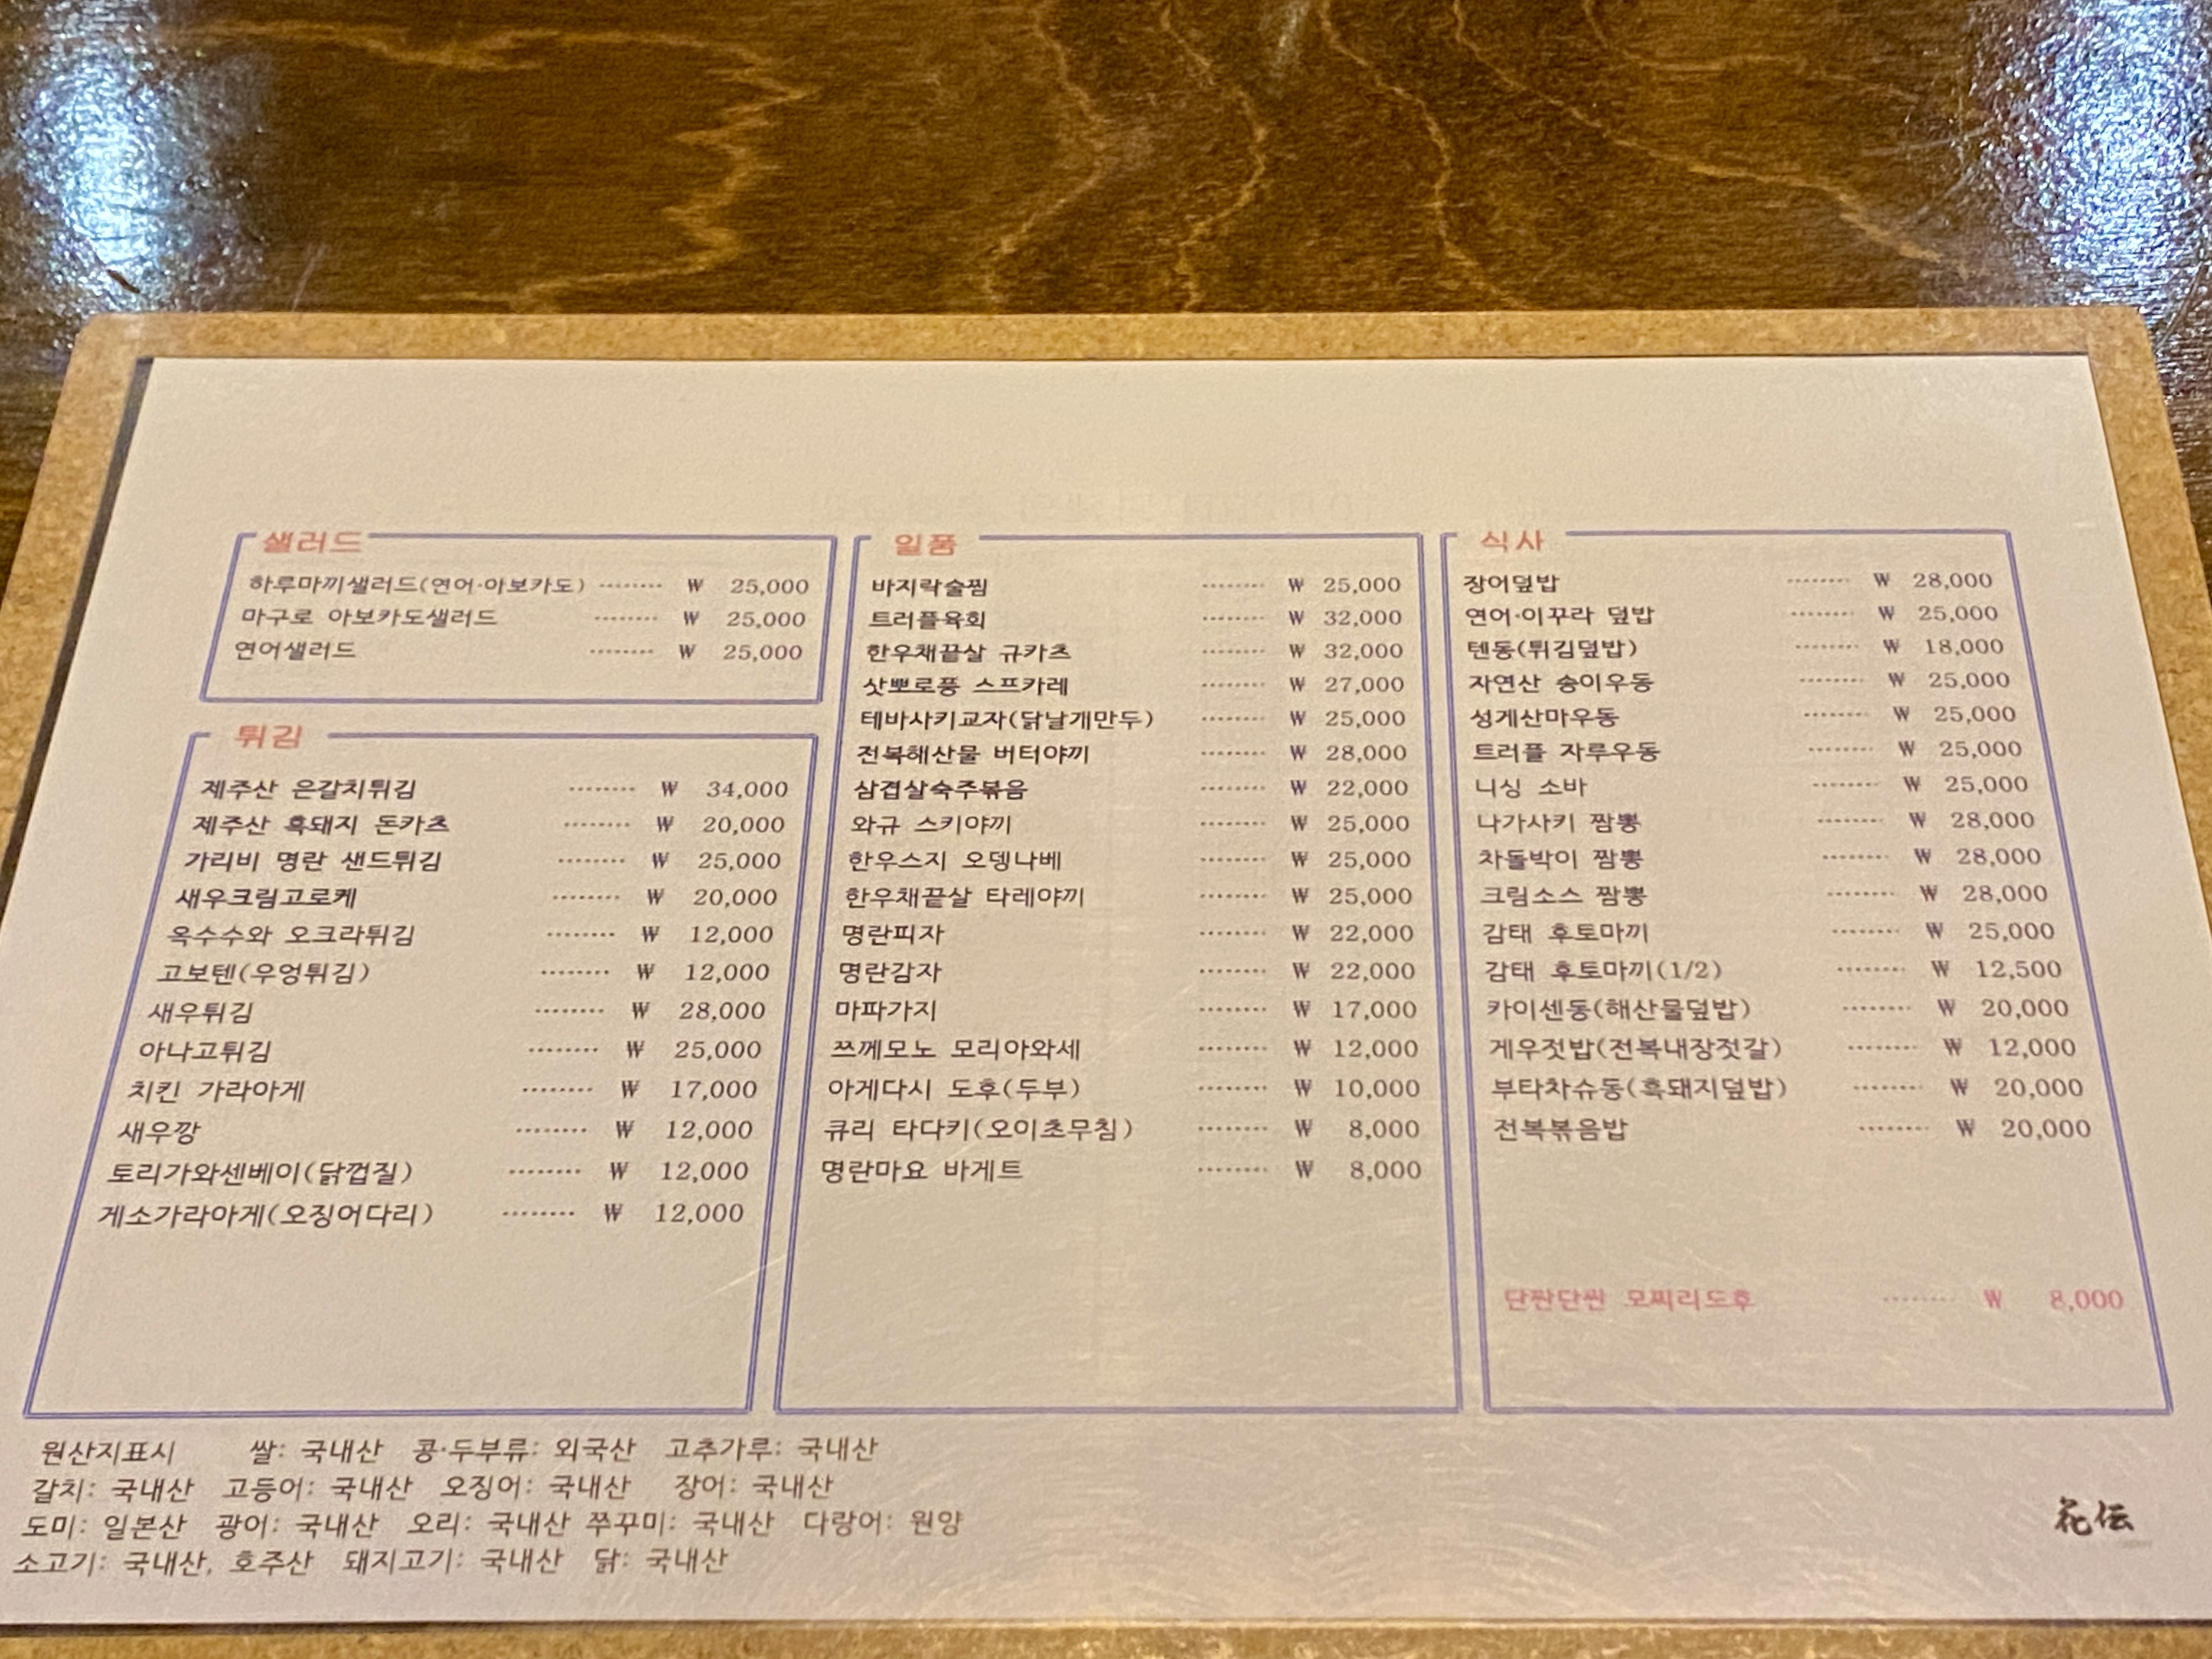 샐러드
하루마끼샐러드(연어·아보카도) ········ ₩ 25,000
마구로 아보카도샐러드 ········ ₩ 25,000
연어샐러드 ········ ₩ 25,000
튀김
제주산 은갈치튀김 ········ ₩ 34,000
제주산 흑돼지 돈카츠 ········ ₩ 20,000
가리비 명란 샌드튀김 ········ ₩ 25,000
새우크림고로케 ········ ₩ 20,000
옥수수와 오크라튀김 ········ ₩ 12,000
고보텐(우엉튀김) ········ ₩ 12,000
새우튀김 ········ ₩ 28,000
아나고튀김 ········ ₩ 25,000
치킨 가라아게 ········ ₩ 17,000
새우깡 ········ ₩ 12,000
토리가와센베이(닭껍질) ········ ₩ 12,000
게소가라아게(오징어다리) ········ ₩ 12,000
일품
바지락술찜 ········ ₩ 25,000
트러플육회 ········ ₩ 32,000
한우채끝살 규카츠 ········ ₩ 32,000
삿뽀로풍 스프카레 ········ ₩ 27,000
테바사키교자(닭날개만두) ········ ₩ 25,000
전복해산물 버터야끼 ········ ₩ 28,000
삼겹살숙주볶음 ········ ₩ 22,000
와규 스키야끼 ········ ₩ 25,000
한우스지 오뎅나베 ········ ₩ 25,000
한우채끝살 타레야끼 ········ ₩ 25,000
명란피자 ········ ₩ 22,000
명란감자 ········ ₩ 22,000
마파가지 ········ ₩ 17,000
쯔께모노 모리아와세 ········ ₩ 12,000
아게다시 도후(두부) ········ ₩ 10,000
큐리 타다키(오이초무침) ········ ₩ 8,000
명란마요 바게트 ········ ₩ 8,000
식사
장어덮밥 ········ ₩ 28,000
연어·이꾸라 덮밥 ········ ₩ 25,000
텐동(튀김덮밥) ········ ₩ 18,000
자연산 송이우동 ········ ₩ 25,000
성게산마우동 ········ ₩ 25,000
트러플 자루우동 ········ ₩ 25,000
니싱 소바 ········ ₩ 25,000
나가사키 짬뽕 ········ ₩ 28,000
차돌박이 짬뽕 ········ ₩ 28,000
크림소스 짬뽕 ········ ₩ 28,000
감태 후토마끼 ········ ₩ 25,000
감태 후토마끼(1/2) ········ ₩ 12,500
카이센동(해산물덮밥) ········ ₩ 20,000
게우젓밥(전복내장젓갈) ········ ₩ 12,000
부타차슈동(흑돼지덮밥) ········ ₩ 20,000
전복볶음밥 ········ ₩ 20,000
단짠단짠 모찌리도후 ········ ₩ 8,000
원산지표시 쌀: 국내산 콩·두부류: 외국산 고추가루: 국내산
갈치: 국내산 고등어: 국내산 오징어: 국내산 장어: 국내산
도미: 일본산 광어: 국내산 오리: 국내산 쭈꾸미: 국내산 다랑어: 원양
소고기: 국내산, 호주산 돼지고기: 국내산 닭: 국내산
花伝